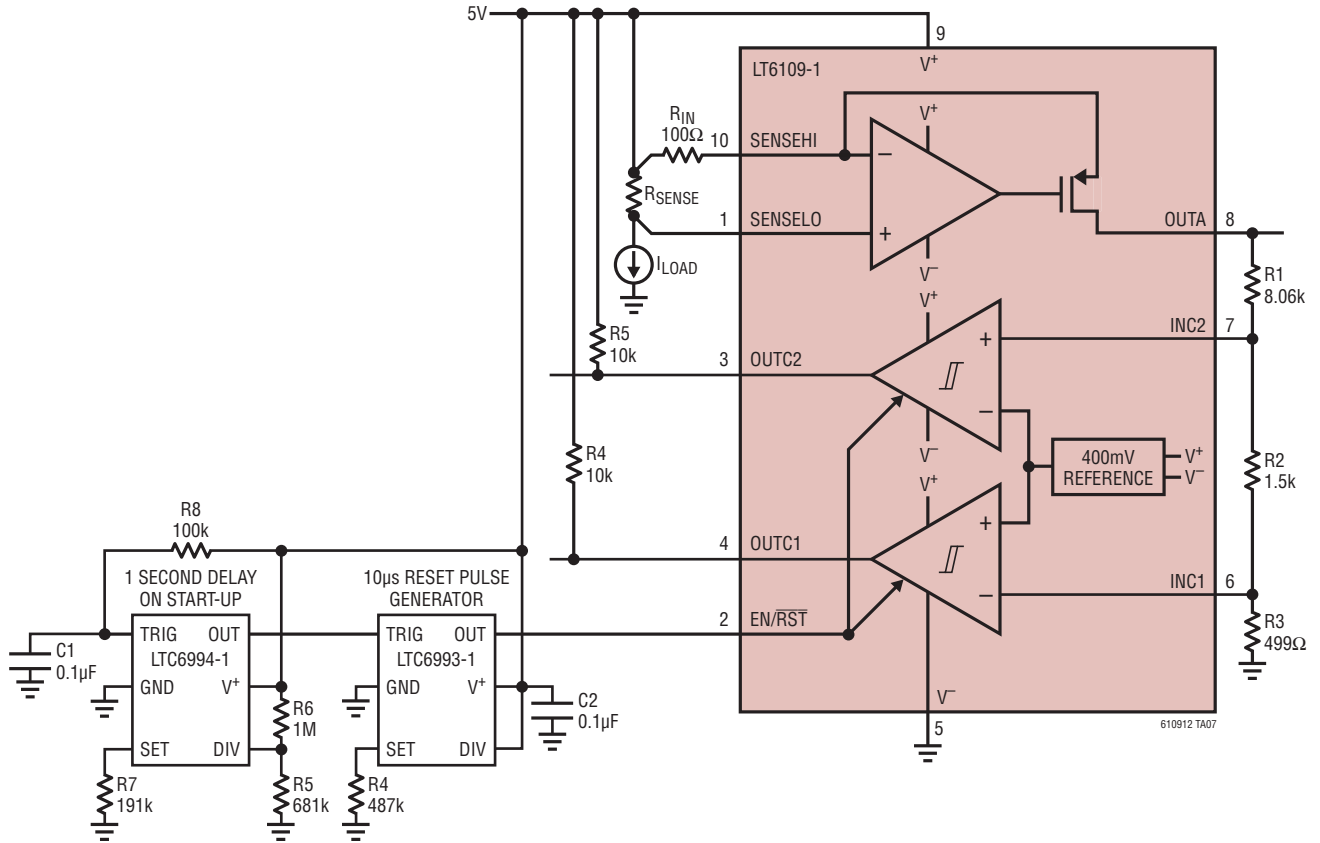 5V
9
LT6109-1
V+
RIN
100Ω
10
SENSEHI
V+
−
RSENSE
1
SENSELO
+
V−
OUTA
8
ILOAD
R1
8.06k
V+
INC2
7
+
R5
10k
3
OUTC2
−
V−
400mV
REFERENCE
V+
V−
R2
1.5k
R4
10k
V+
+
R8
100k
4
OUTC1
1 SECOND DELAY
ON START-UP
10µs RESET PULSE
GENERATOR
−
INC1
6
2
EN/RST
R3
499Ω
C1
0.1µF
TRIG
OUT
LTC6994-1
GND
V+
SET
DIV
TRIG
OUT
LTC6993-1
GND
V+
SET
DIV
R6
1M
C2
0.1µF
V−
5
610912 TA07
R7
191k
R5
681k
R4
487k